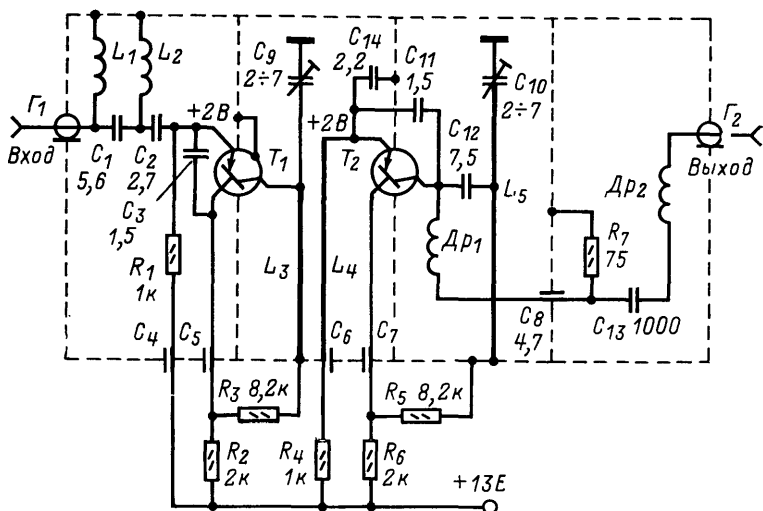 L₁
L₂
C₉
2÷7
C₁₄
2,2
C₁₁
1,5
C₁₀
2÷7
Г₁
Вход
+2В
T₁
+2В
T₂
C₁₂
7,5
Г₂
Выход
C₁
5,6
C₂
2,7
C₃
1,5
L₅
Др₂
Др₁
R₁
1к
L₃
L₄
R₇
75
C₄
C₅
C₆
C₇
C₈
4,7
C₁₃ 1000
R₃ 8,2к
R₅ 8,2к
R₂
2к
R₄
1к
R₆
2к
+13Е